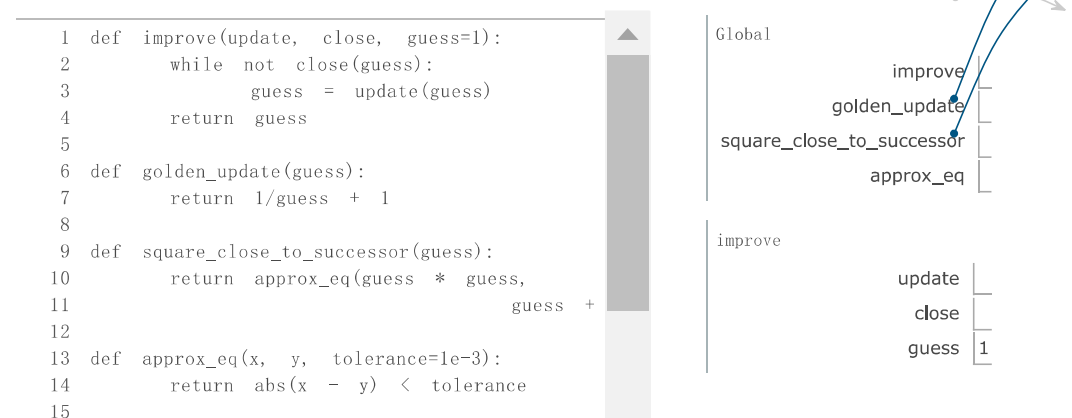 1 def improve(update, close, guess=1):
2 while not close(guess):
3 guess = update(guess)
4 return guess
5
6 def golden_update(guess):
7 return 1/guess + 1
8
9 def square_close_to_successor(guess):
10 return approx_eq(guess * guess,
11 guess +
12
13 def approx_eq(x, y, tolerance=1e-3):
14 return abs(x - y) < tolerance
15
Global
improve
golden_update
square_close_to_successor
approx_eq
improve
update
close
guess 1